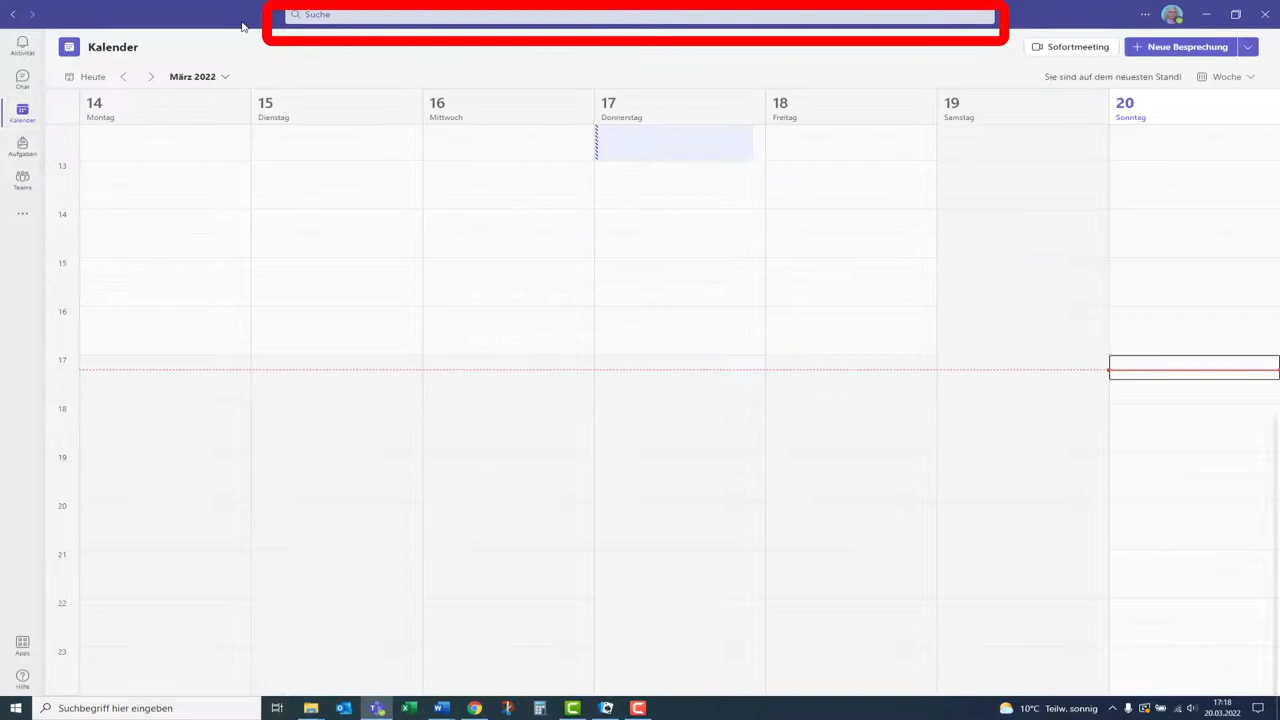 Suche
Aktivität
Chat
Kalender
Aufgaben
Teams
Apps
Hilfe
Kalender
Sofortmeeting
Neue Besprechung
Heute
März 2022
Sie sind auf dem neuesten Standl
Woche
14
Montag
15
Dienstag
16
Mittwoch
17
Donnerstag
18
Freitag
19
Samstag
20
Sonntag
13
14
15
16
17
18
19
20
21
22
23
Suchbegriff hier eingeben
10°C Teilw. sonnig
17:18
20.03.2022